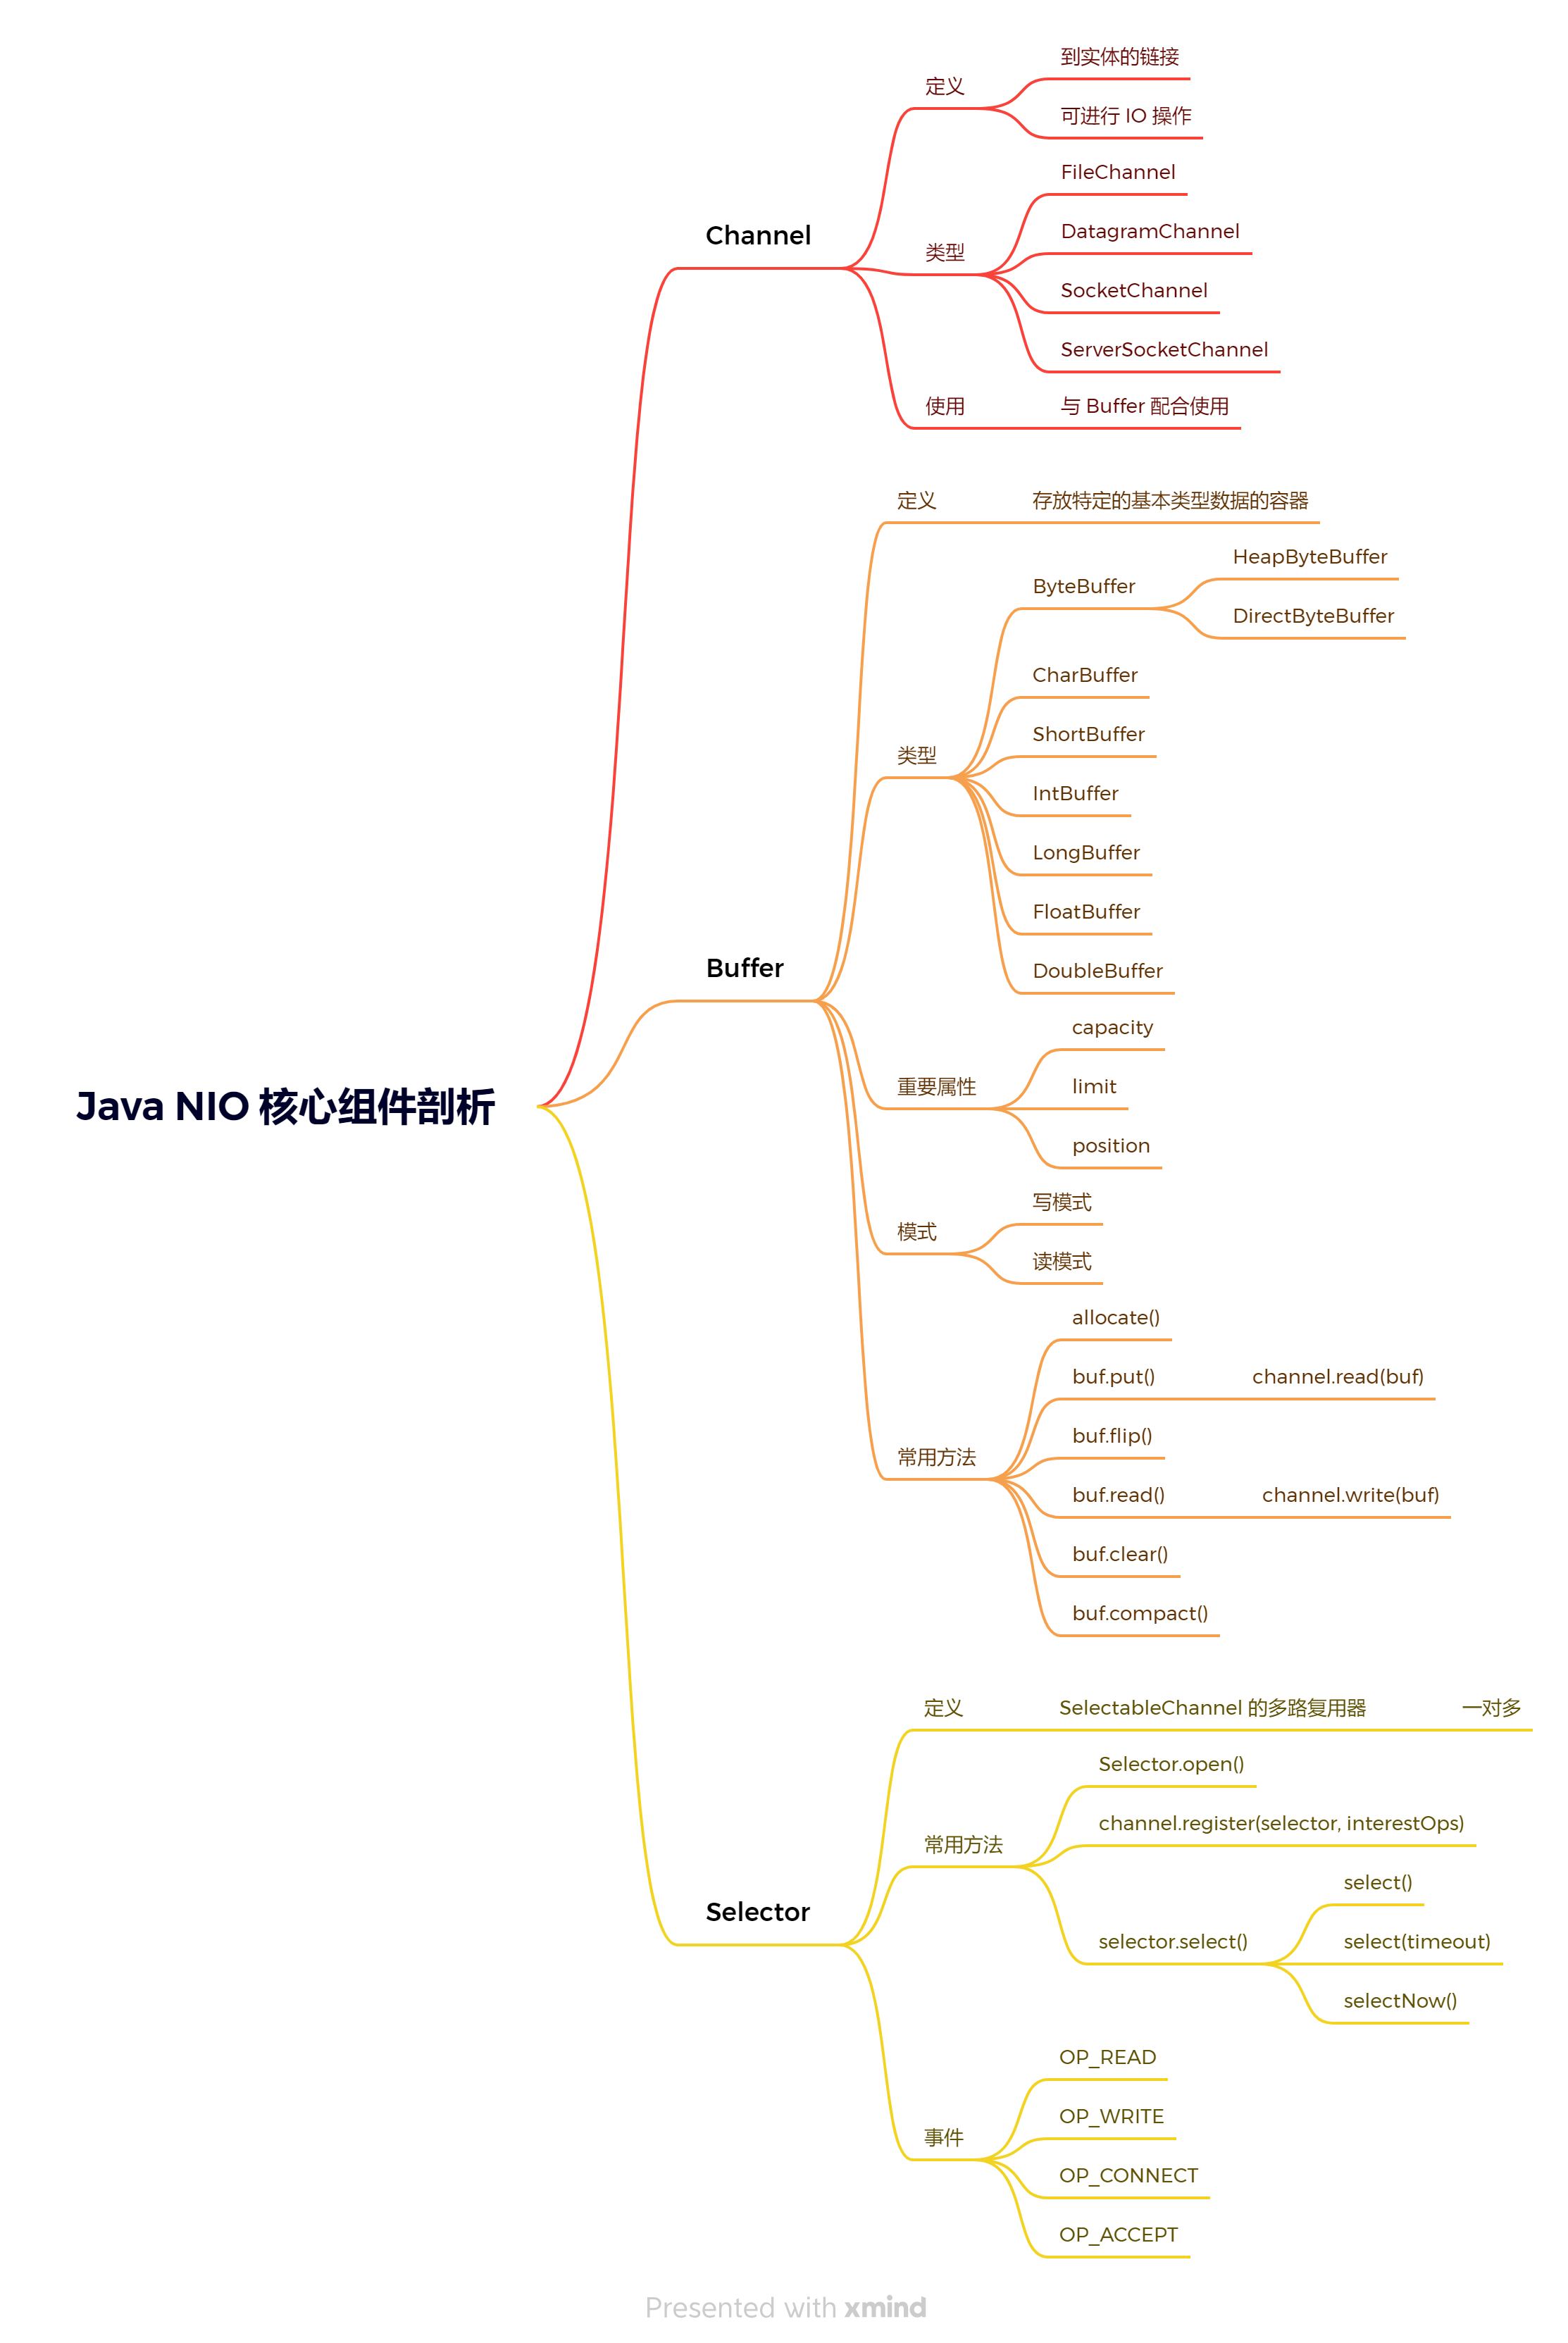 Java NIO 核心组件剖析
Channel
定义
到实体的链接
可进行 IO 操作
类型
FileChannel
DatagramChannel
SocketChannel
ServerSocketChannel
使用
与 Buffer 配合使用
Buffer
定义
存放特定的基本类型数据的容器
类型
ByteBuffer
HeapByteBuffer
DirectByteBuffer
CharBuffer
ShortBuffer
IntBuffer
LongBuffer
FloatBuffer
DoubleBuffer
重要属性
capacity
limit
position
模式
写模式
读模式
常用方法
allocate()
buf.put()
channel.read(buf)
buf.flip()
buf.read()
channel.write(buf)
buf.clear()
buf.compact()
Selector
定义
SelectableChannel 的多路复用器
一对多
常用方法
Selector.open()
channel.register(selector, interestOps)
selector.select()
select()
select(timeout)
selectNow()
事件
OP_READ
OP_WRITE
OP_CONNECT
OP_ACCEPT
Presented with xmind